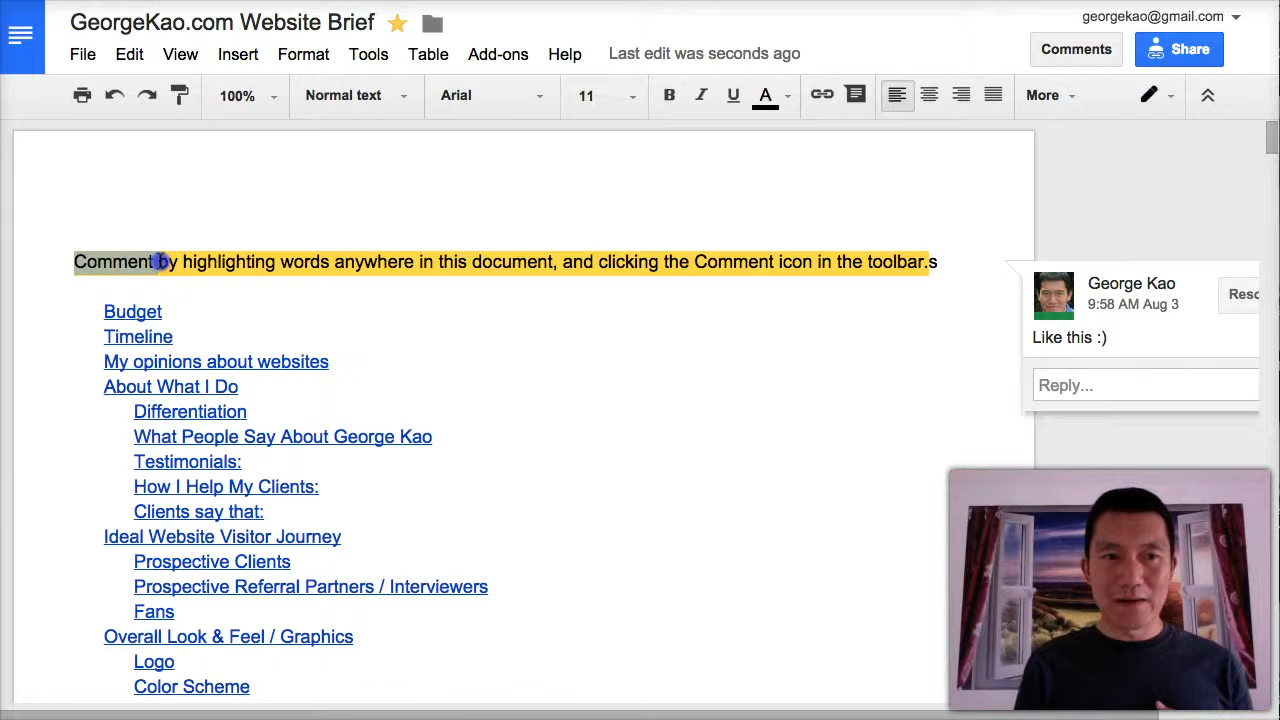 GeorgeKao.com Website Brief
georgekao@gmail.com
File Edit View Insert Format Tools Table Add-ons Help Last edit was seconds ago
Comments
Share
100% Normal text Arial 11 B I U A More
Comment by highlighting words anywhere in this document, and clicking the Comment icon in the toolbar.s
George Kao
9:58 AM Aug 3
Reso
Like this :)
Reply...
Budget
Timeline
My opinions about websites
About What I Do
Differentiation
What People Say About George Kao
Testimonials:
How I Help My Clients:
Clients say that:
Ideal Website Visitor Journey
Prospective Clients
Prospective Referral Partners / Interviewers
Fans
Overall Look & Feel / Graphics
Logo
Color Scheme